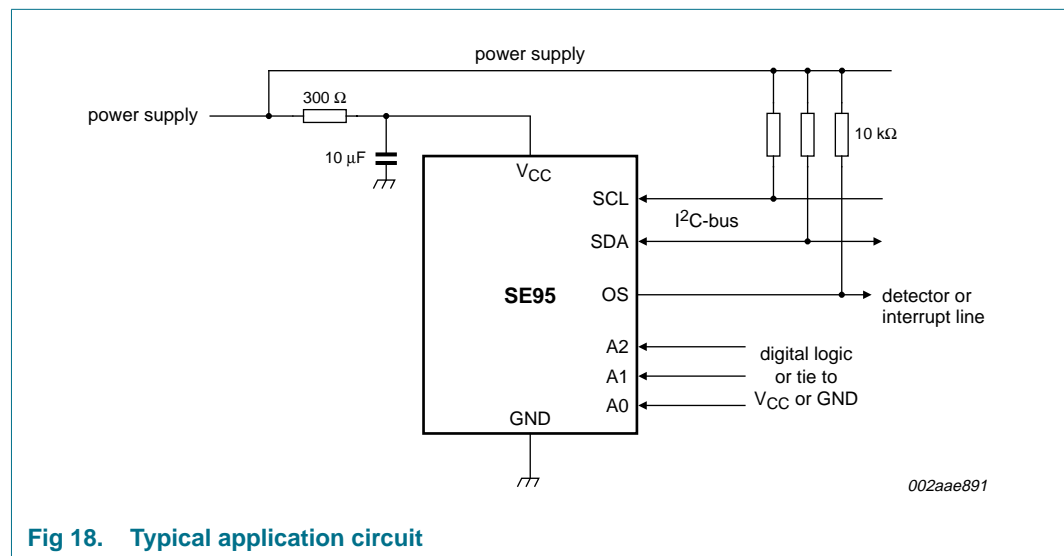 power supply
power supply
300 Ω
10 kΩ
10 μF
VCC
SCL
I2C-bus
SDA
SE95
OS
detector or
interrupt line
A2
digital logic
or tie to
VCC or GND
A1
A0
GND
002aae891
Fig 18. Typical application circuit